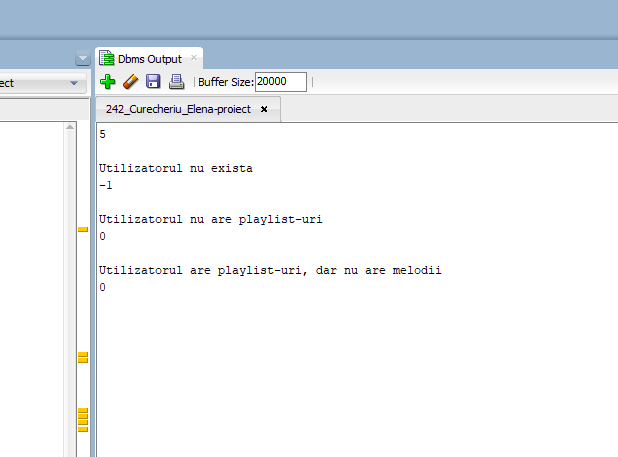 Dbms Output
ect
Buffer Size: 20000
242_Curecheriu_Elena-proiect
5
Utilizatorul nu exista
-1
Utilizatorul nu are playlist-uri
0
Utilizatorul are playlist-uri, dar nu are melodii
0